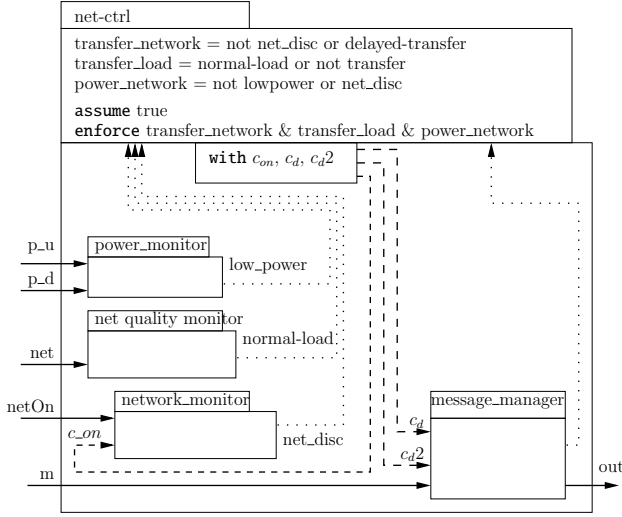 net-ctrl
transfer_network = not net_disc or delayed-transfer
transfer_load = normal-load or not transfer
power_network = not lowpower or net_disc
assume true
enforce transfer_network & transfer_load & power_network
with c_on, c_d, c_d2
p_u
power_monitor
low_power
p_d
net quality monitor
normal-load
net
network_monitor
message_manager
netOn
c_d
c_on
net_disc
c_d2
m
out